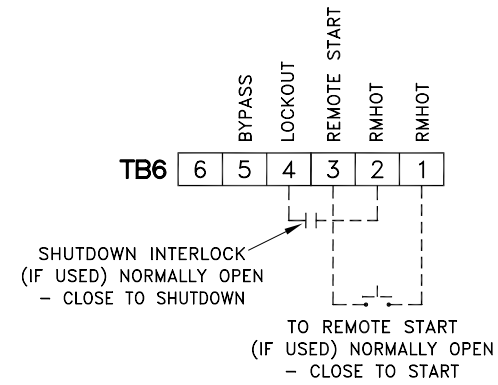 BYPASS
LOCKOUT
REMOTE START
RMHOT
RMHOT
TB6 6 5 4 3 2 1
SHUTDOWN INTERLOCK
(IF USED) NORMALLY OPEN
- CLOSE TO SHUTDOWN
TO REMOTE START
(IF USED) NORMALLY OPEN
- CLOSE TO START